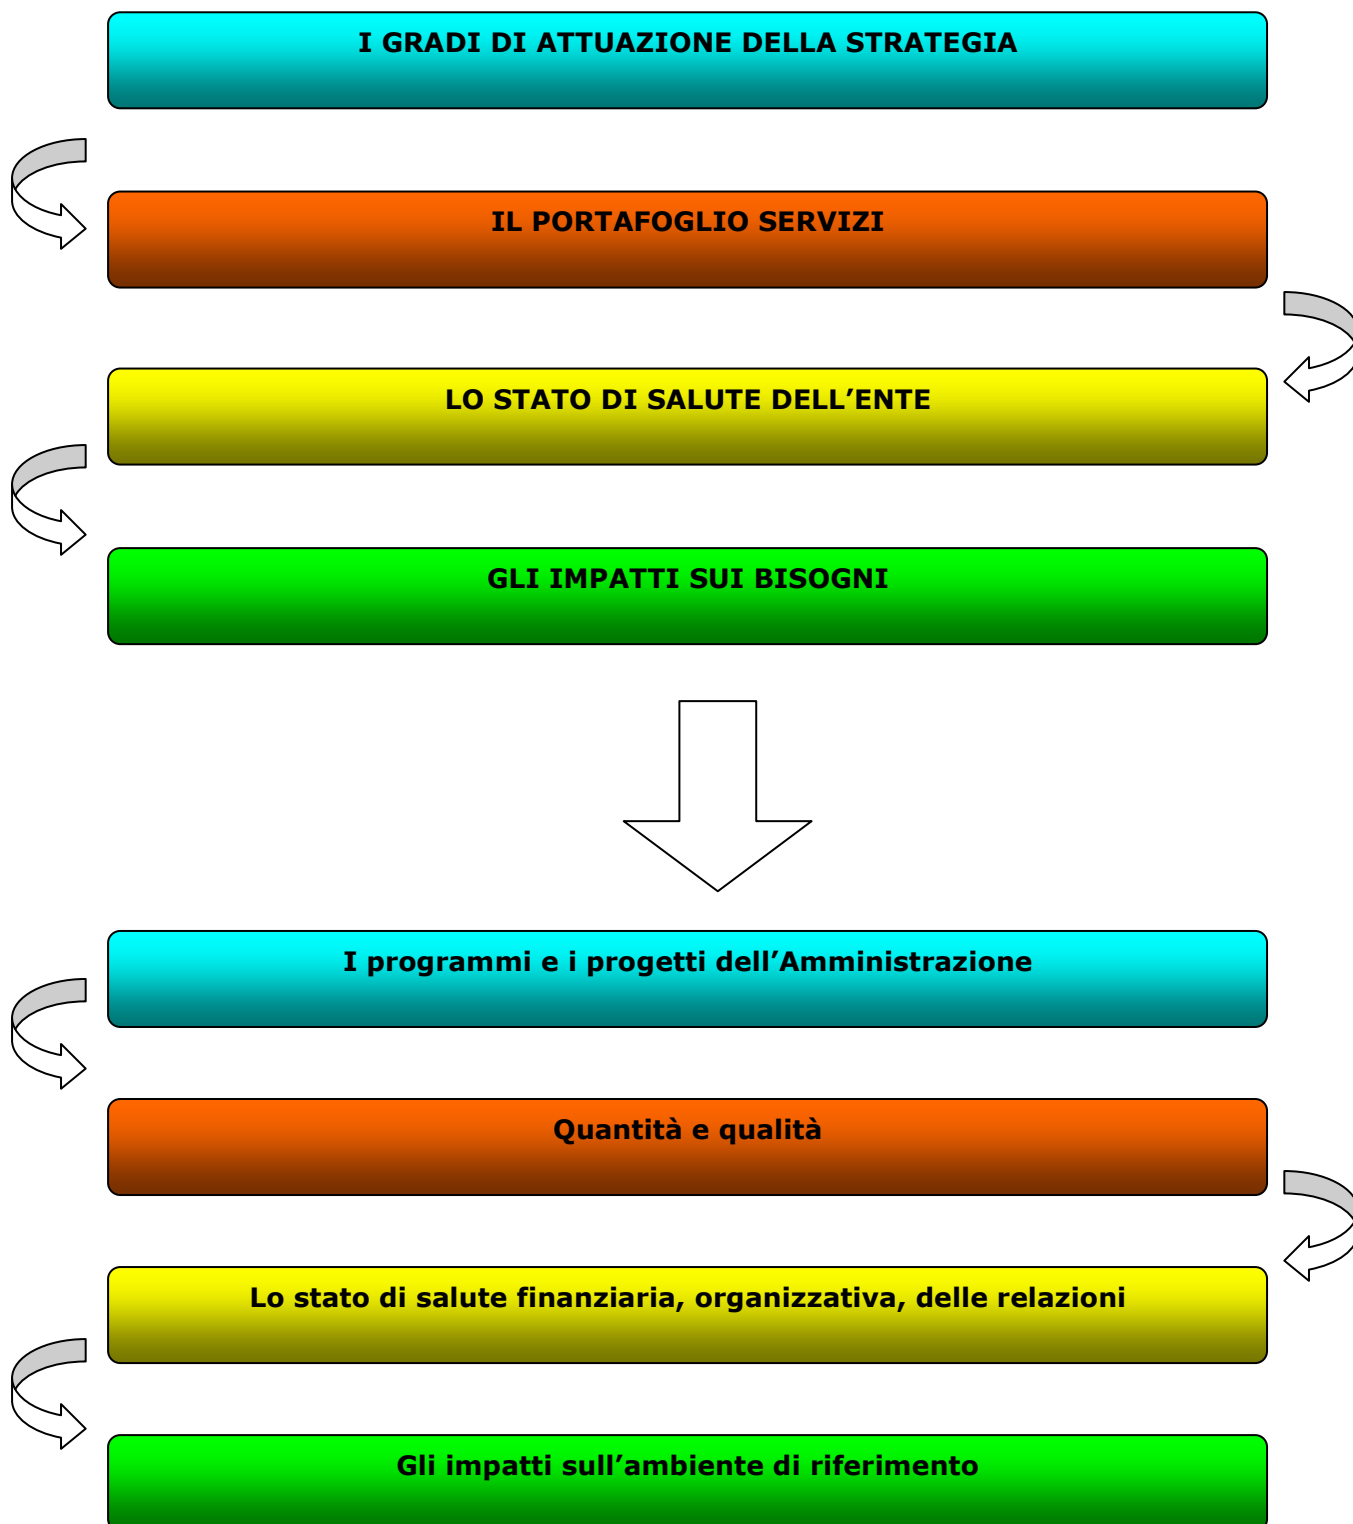 I GRADI DI ATTUAZIONE DELLA STRATEGIA
IL PORTAFOGLIO SERVIZI
LO STATO DI SALUTE DELL’ENTE
GLI IMPATTI SUI BISOGNI
I programmi e i progetti dell’Amministrazione
Quantità e qualità
Lo stato di salute finanziaria, organizzativa, delle relazioni
Gli impatti sull’ambiente di riferimento